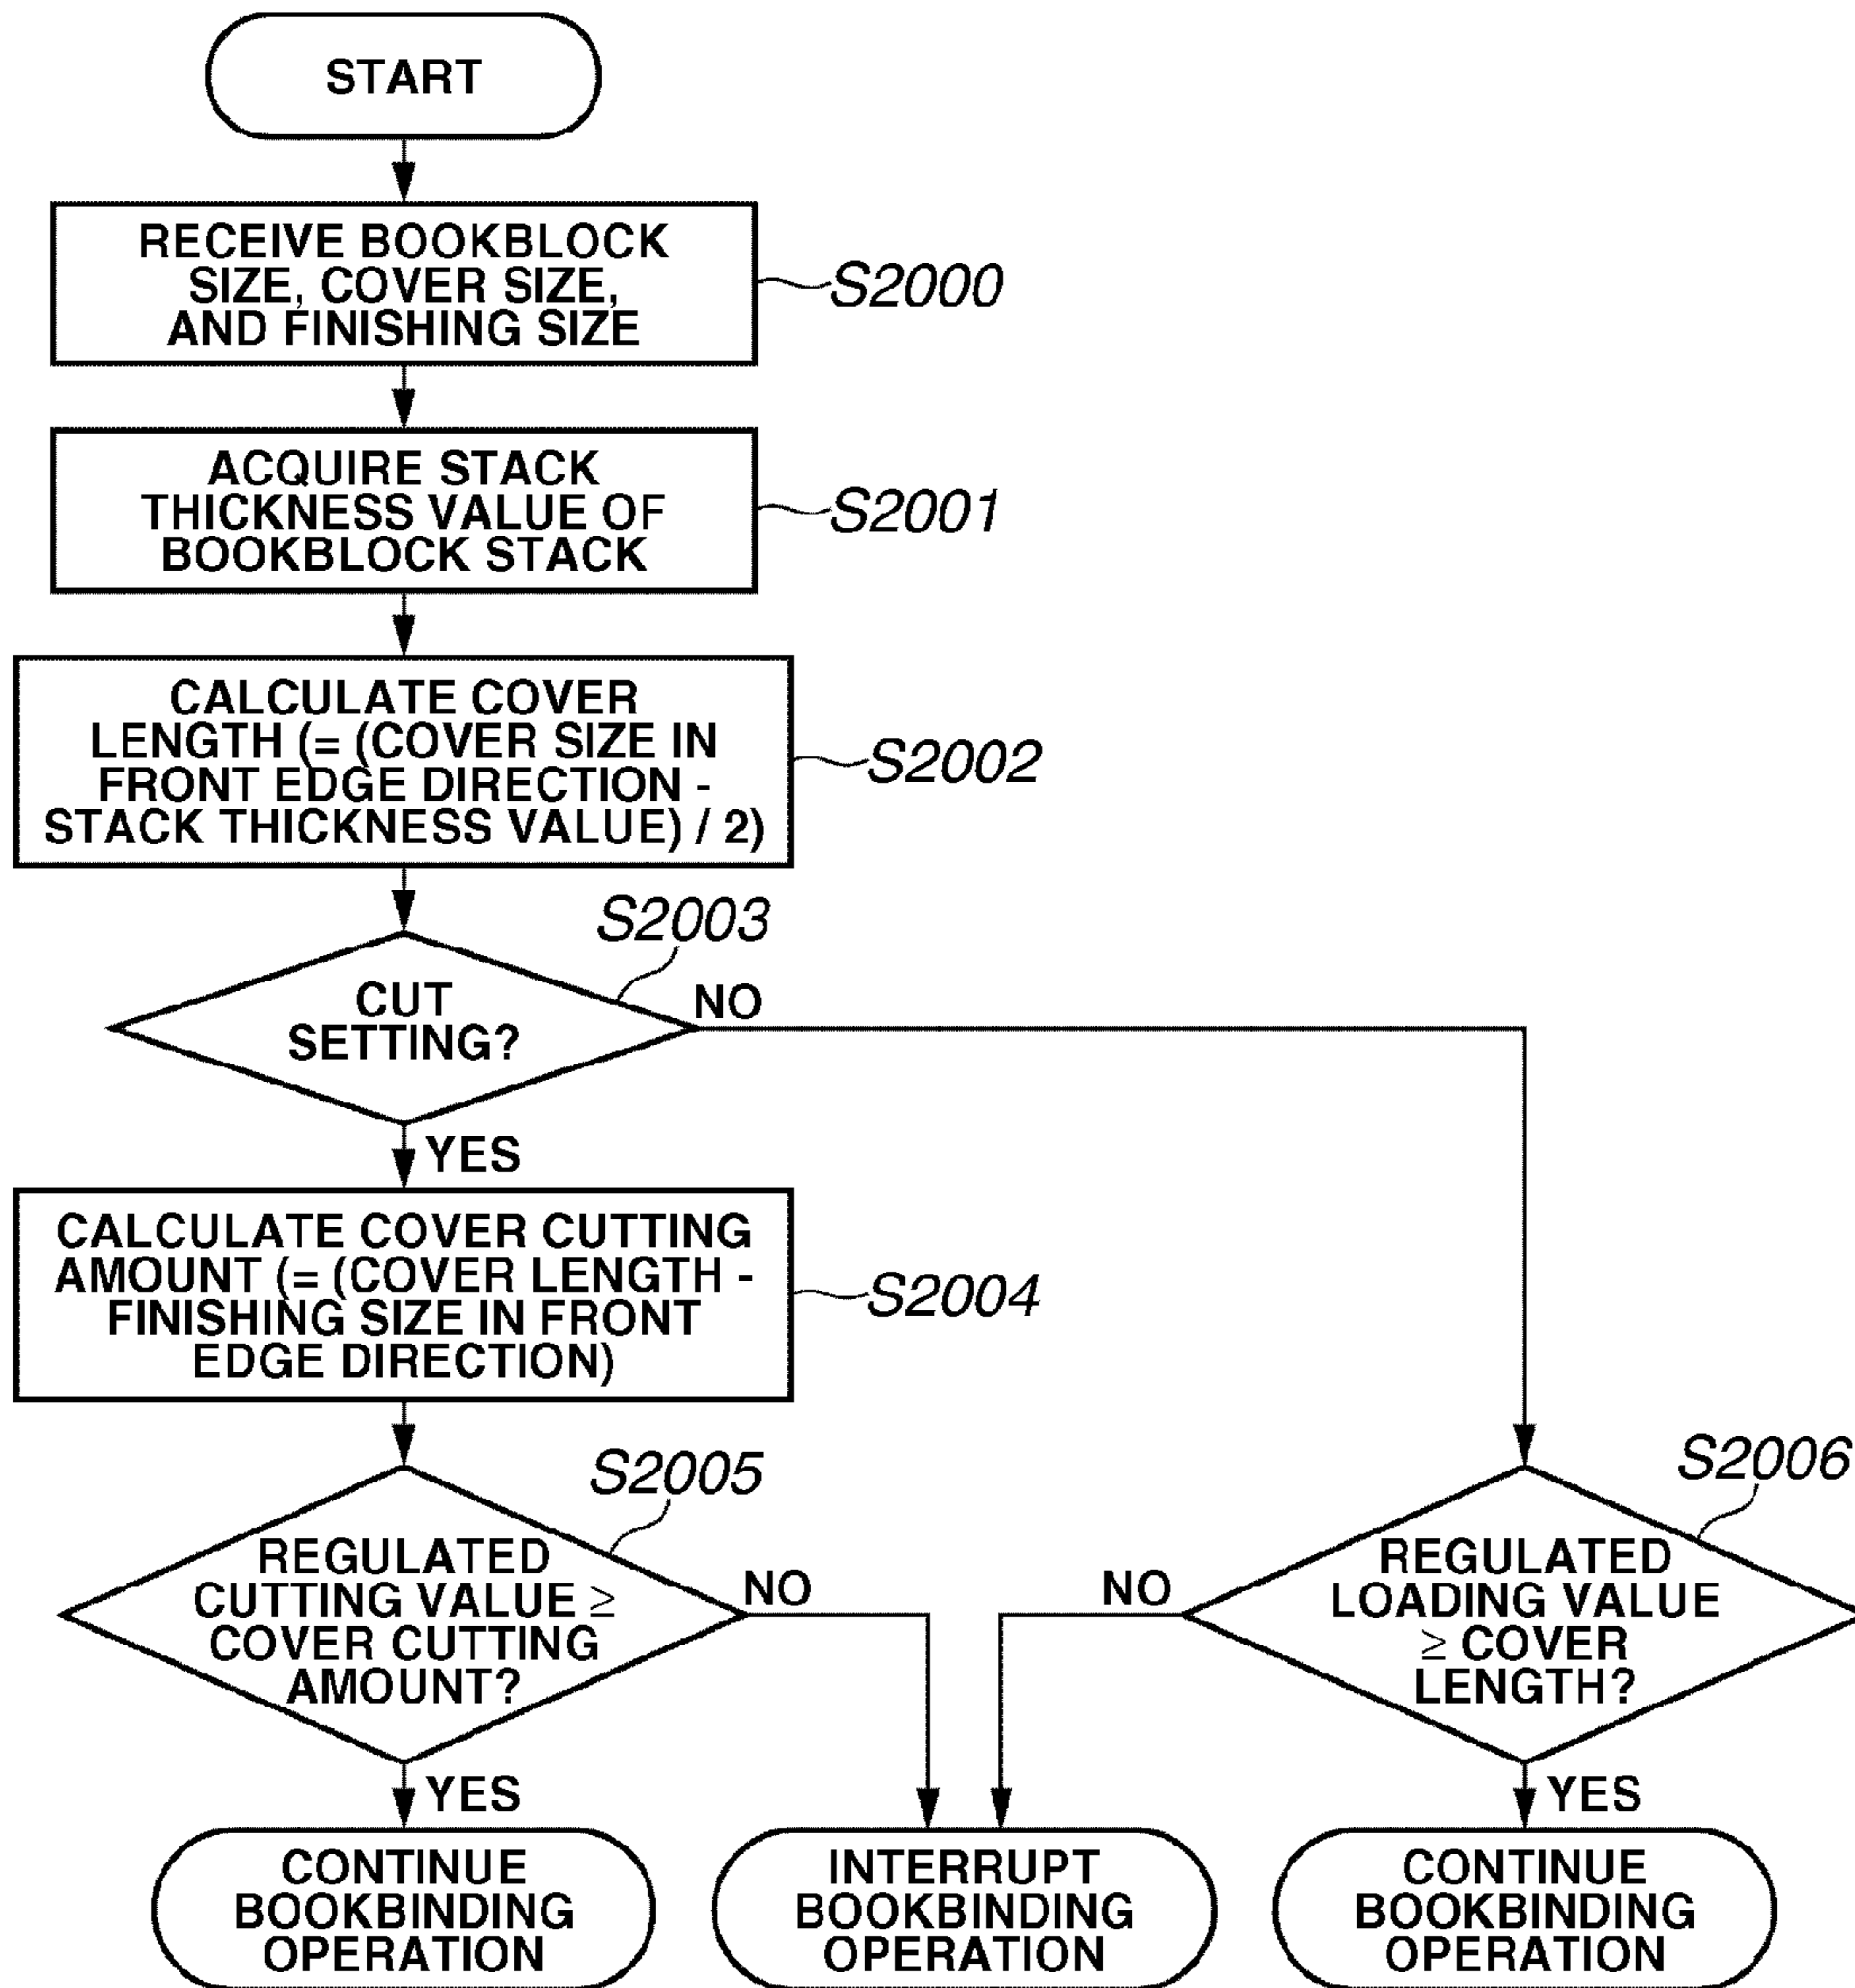 START
RECEIVE BOOKBLOCK
SIZE, COVER SIZE,
AND FINISHING SIZE
S2000
ACQUIRE STACK
THICKNESS VALUE OF
BOOKBLOCK STACK
S2001
CALCULATE COVER
LENGTH (= (COVER SIZE IN
FRONT EDGE DIRECTION -
STACK THICKNESS VALUE) / 2)
S2002
S2003
CUT
SETTING?
NO
YES
CALCULATE COVER CUTTING
AMOUNT (= (COVER LENGTH -
FINISHING SIZE IN FRONT
EDGE DIRECTION)
S2004
S2005
REGULATED
CUTTING VALUE ≥
COVER CUTTING
AMOUNT?
NO
YES
S2006
REGULATED
LOADING VALUE
≥ COVER
LENGTH?
NO
YES
CONTINUE
BOOKBINDING
OPERATION
INTERRUPT
BOOKBINDING
OPERATION
CONTINUE
BOOKBINDING
OPERATION